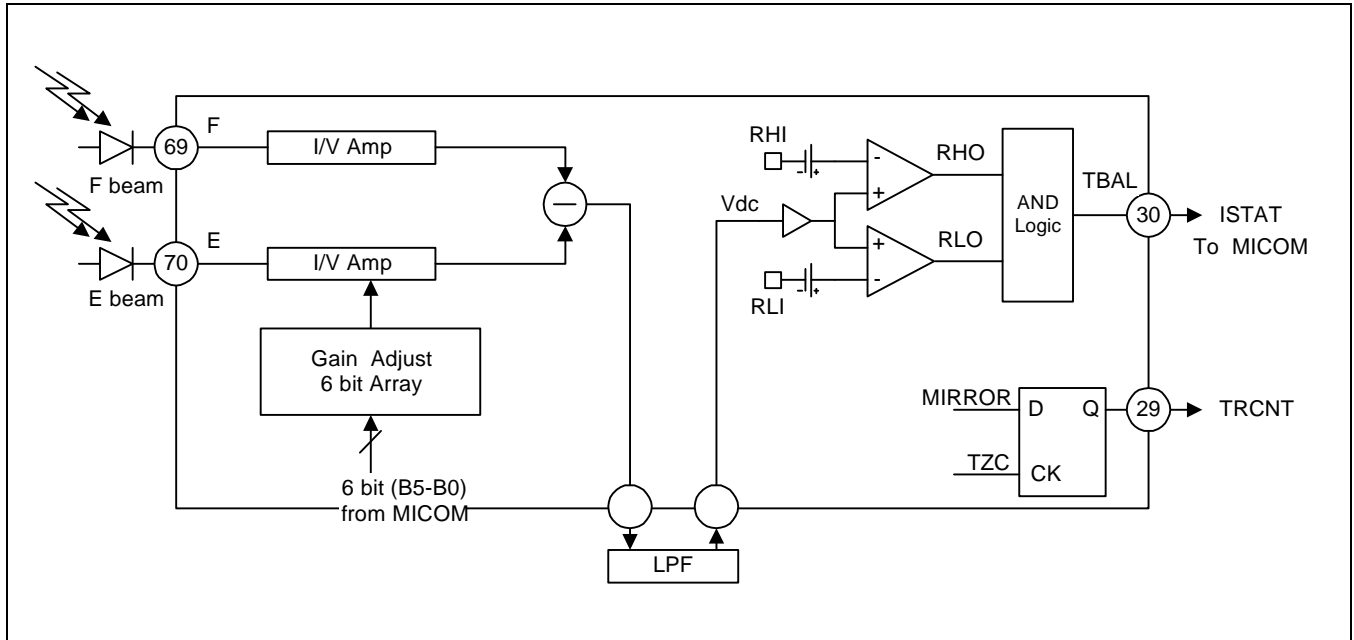 F
69
I/V Amp
F beam
E
70
I/V Amp
E beam
Gain Adjust
6 bit Array
6 bit (B5-B0)
from MICOM
LPF
RHI
-
+
RHO
Vdc
+
-
RLO
RLI
- +
- +
AND
Logic
TBAL
30
ISTAT
To MICOM
MIRROR
D
Q
29
TRCNT
TZC
CK